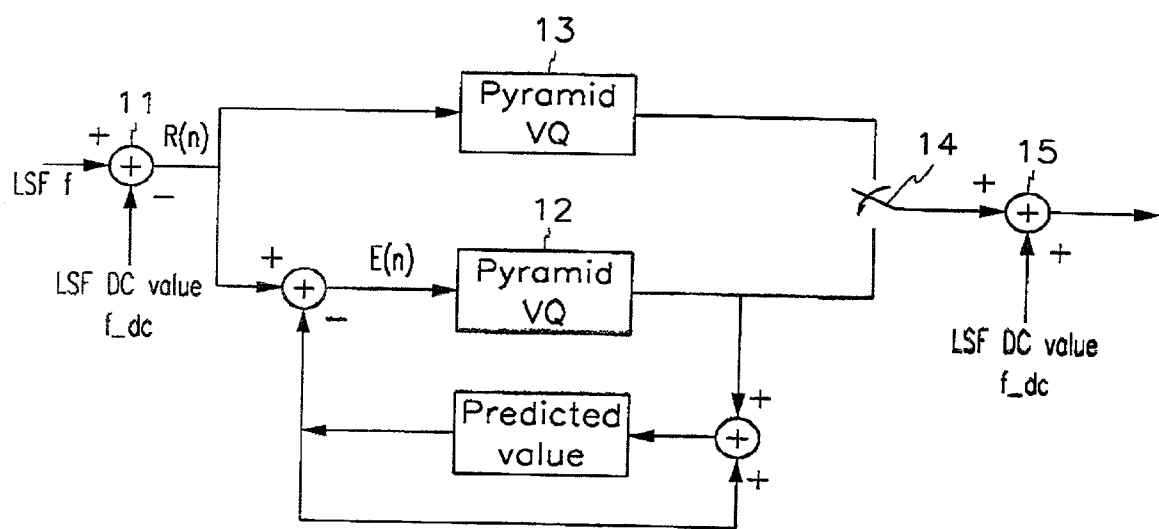 13
Pyramid
VQ
11
+
R(n)
LSF f
+
−
14
15
+
+
+
LSF DC value
f_dc
12
+
E(n)
Pyramid
VQ
+
−
LSF DC value
f_dc
Predicted
value
+
+
+